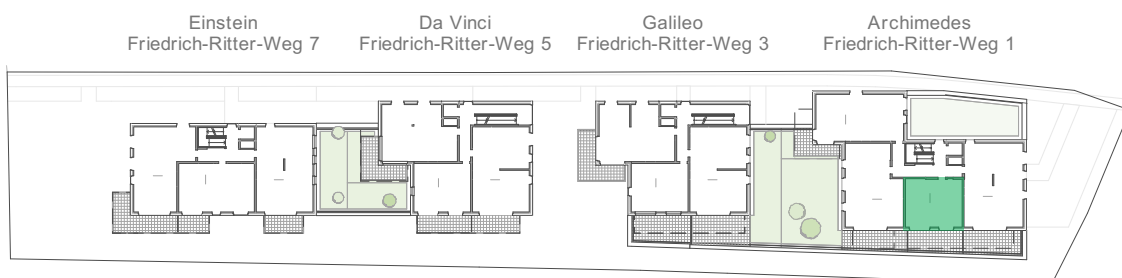 Einstein
Friedrich-Ritter-Weg 7
Da Vinci
Friedrich-Ritter-Weg 5
Galileo
Friedrich-Ritter-Weg 3
Archimedes
Friedrich-Ritter-Weg 1